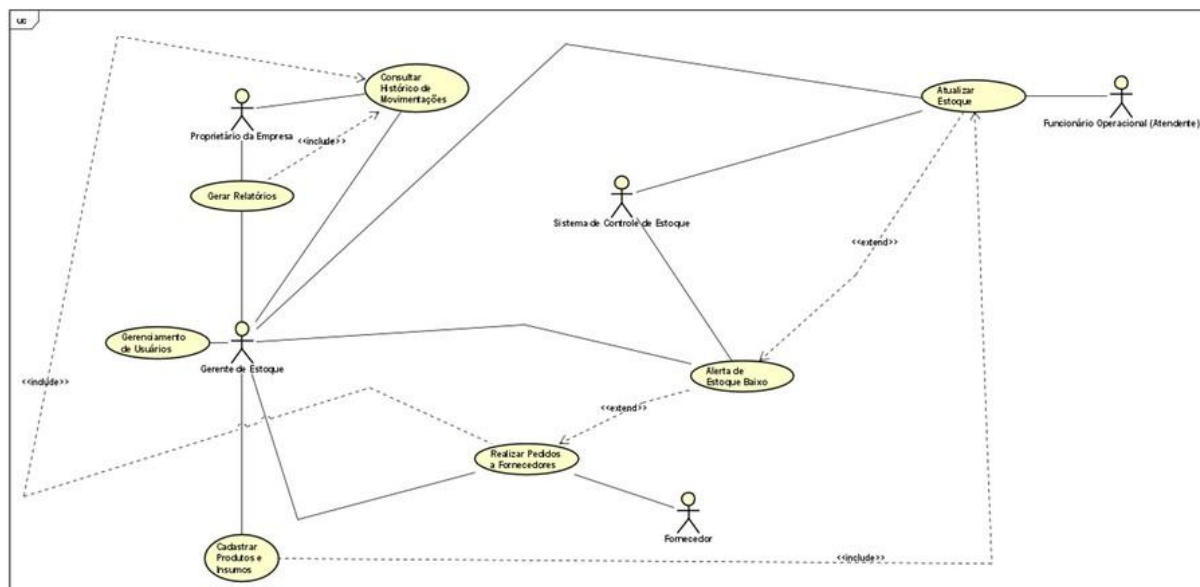 uc
Consultar
Histórico de
Movimentações
Proprietário da Empresa
<<include>>
Gerar Relatórios
Atualizar
Estoque
Funcionário Operacional (Atendente)
Sistema de Controle de Estoque
<<extend>>
Gerenciamento
de Usuários
Gerente de Estoque
<<include>>
Alerta de
Estoque Baixo
<<extend>>
Realizar Pedidos
a Fornecedores
Fornecedor
Cadastrar
Produtos e
Insumos
<<include>>